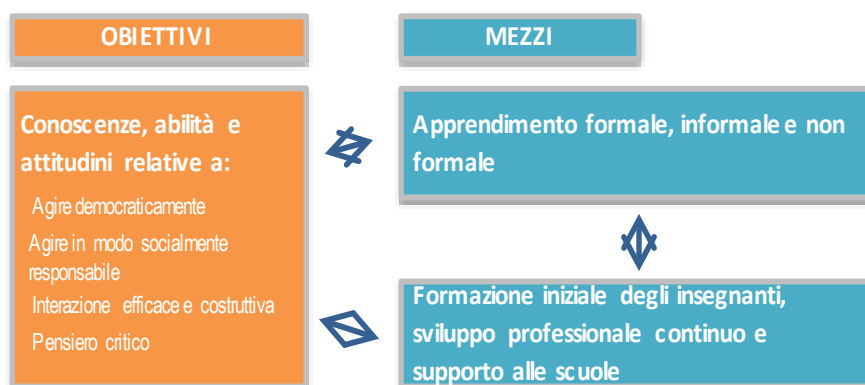 OBIETTIVI
MEZZI
Conoscenze, abilità e
attitudini relative a:
Agire democraticamente
Agire in modo socialmente
responsabile
Interazione efficace e costruttiva
Pensiero critico
Apprendimento formale, informale e non
formale
Formazione iniziale degli insegnanti,
sviluppo professionale continuo e
supporto alle scuole